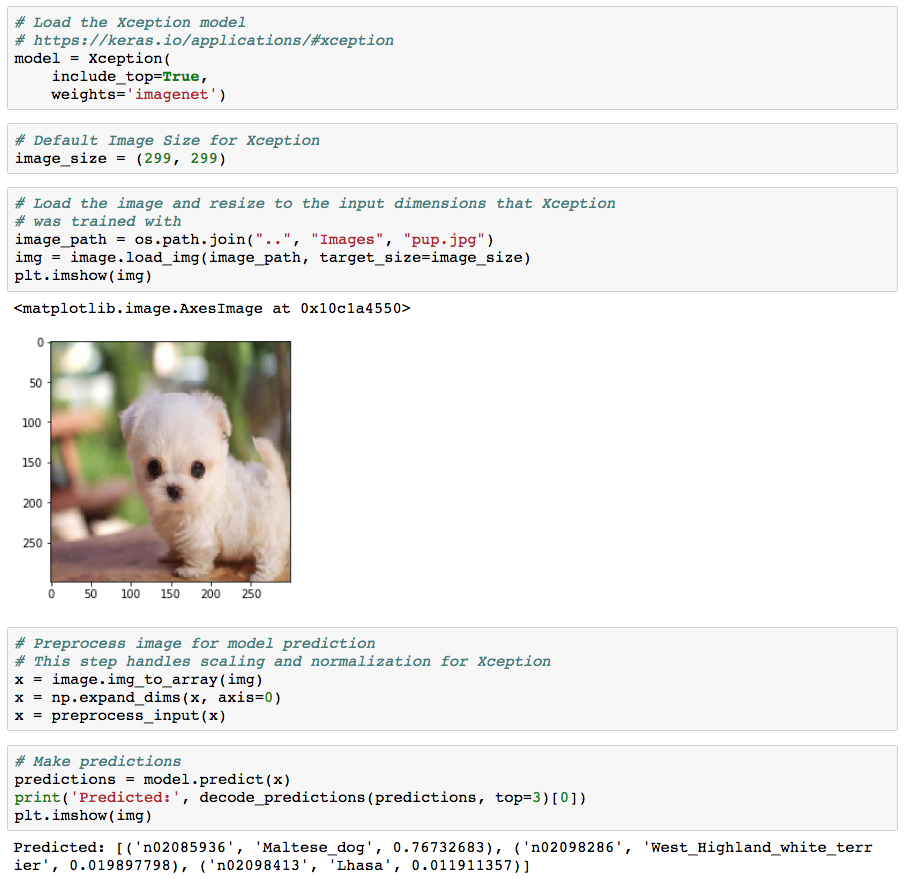 # Load the Xception model
# https://keras.io/applications/#xception
model = Xception(
    include_top=True,
    weights='imagenet')
# Default Image Size for Xception
image_size = (299, 299)
# Load the image and resize to the input dimensions that Xception
# was trained with
image_path = os.path.join("..", "Images", "pup.jpg")
img = image.load_img(image_path, target_size=image_size)
plt.imshow(img)
<matplotlib.image.AxesImage at 0x10c1a4550>
0
50
100
150
200
250
0 50 100 150 200 250
# Preprocess image for model prediction
# This step handles scaling and normalization for Xception
x = image.img_to_array(img)
x = np.expand_dims(x, axis=0)
x = preprocess_input(x)
# Make predictions
predictions = model.predict(x)
print('Predicted:', decode_predictions(predictions, top=3)[0])
plt.imshow(img)
Predicted: [('n02085936', 'Maltese_dog', 0.76732683), ('n02098286', 'West_Highland_white_terr
ier', 0.019897798), ('n02098413', 'Lhasa', 0.011911357)]